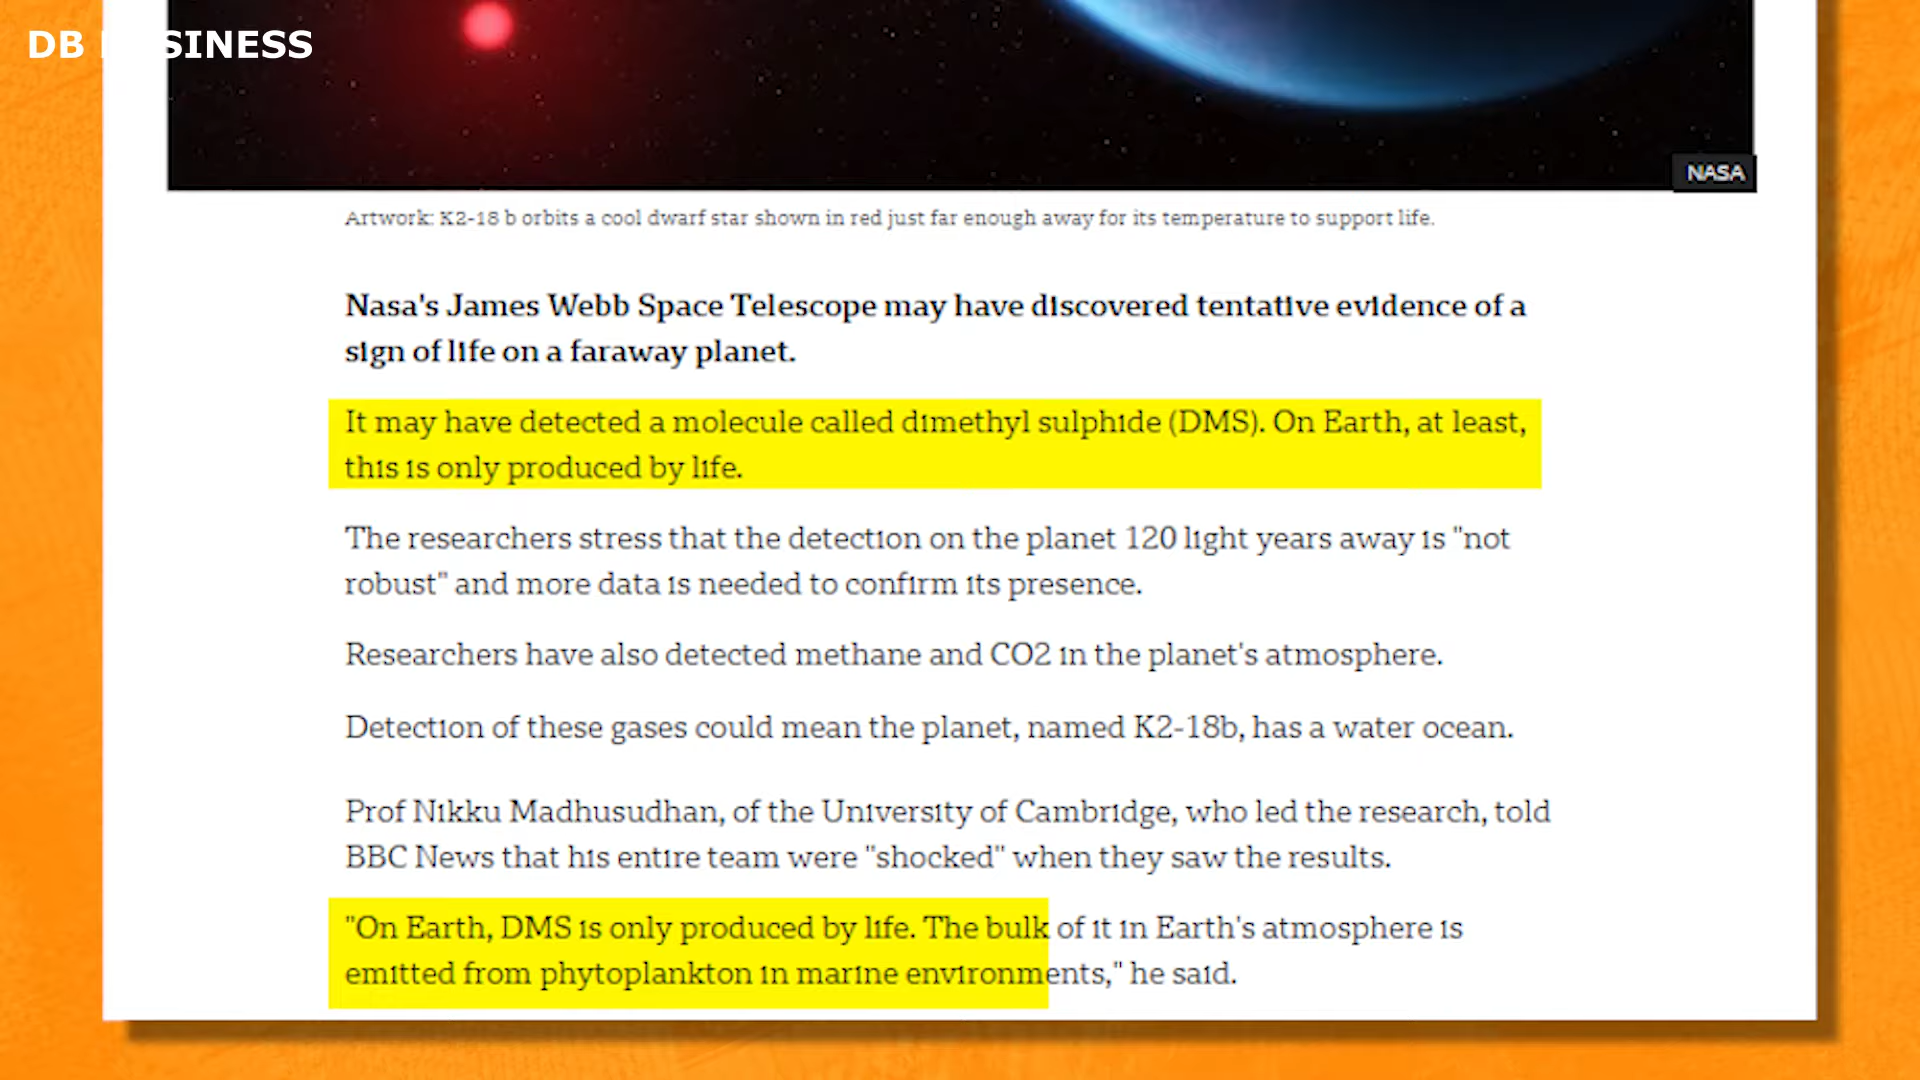 DB BUSINESS
NASA
Artwork: K2-18 b orbits a cool dwarf star shown in red just far enough away for its temperature to support life.
Nasa's James Webb Space Telescope may have discovered tentative evidence of a
sign of life on a faraway planet.
It may have detected a molecule called dimethyl sulphide (DMS). On Earth, at least,
this is only produced by life.
The researchers stress that the detection on the planet 120 light years away is "not
robust" and more data is needed to confirm its presence.
Researchers have also detected methane and CO2 in the planet's atmosphere.
Detection of these gases could mean the planet, named K2-18b, has a water ocean.
Prof Nikku Madhusudhan, of the University of Cambridge, who led the research, told
BBC News that his entire team were "shocked" when they saw the results.
"On Earth, DMS is only produced by life. The bulk of it in Earth's atmosphere is
emitted from phytoplankton in marine environments," he said.